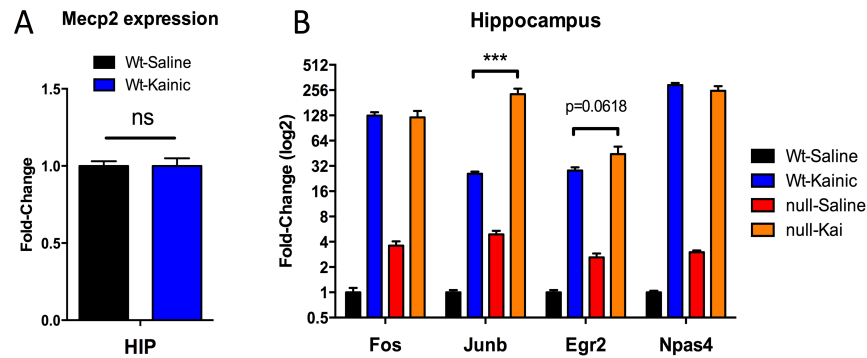 A
Mecp2 expression
Wt-Saline
Wt-Kainic
ns
Fold-Change
1.5
1.0
0.5
0.0
HIP
B
Hippocampus
Fold-Change (log2)
512
256
128
64
32
16
8
4
2
1
0.5
***
p=0.0618
Fos
Junb
Egr2
Npas4
Wt-Saline
Wt-Kainic
null-Saline
null-Kai